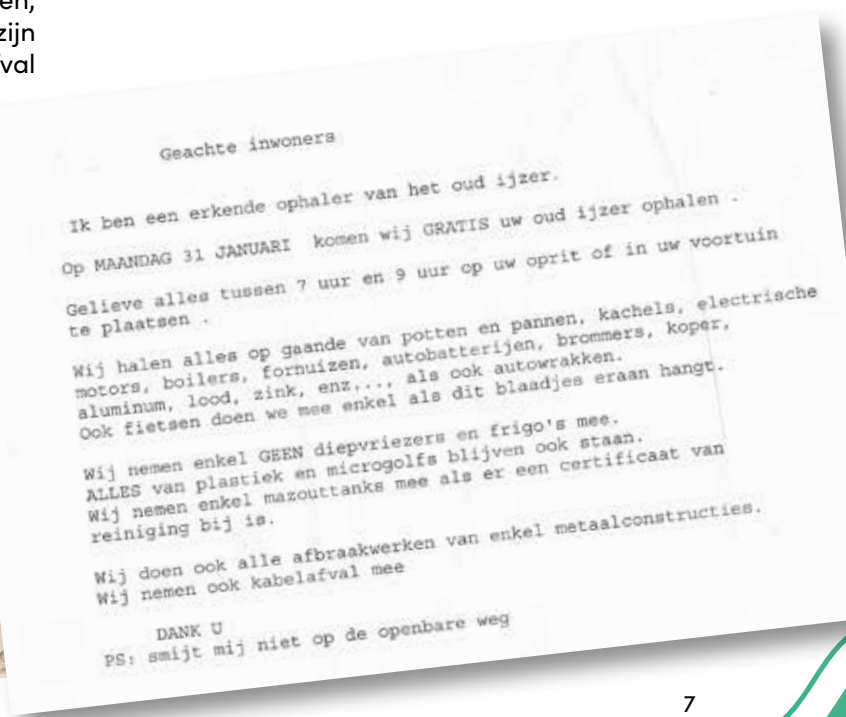 en,
zijn
val
Geachte inwoners
Ik ben een erkende ophaler van het oud ijzer.
Op MAANDAG 31 JANUARI komen wij GRATIS uw oud ijzer ophalen .
Gelieve alles tussen 7 uur en 9 uur op uw oprit of in uw voortuin
te plaatsen .
Wij halen alles op gaande van potten en pannen, kachels, electrische
motors, boilers, fornuizen, autobatterijen, brommers, koper,
aluminum, lood, zink, enz..., als ook autowrakken.
Ook fietsen doen we mee enkel als dit blaadjes eraan hangt.
Wij nemen enkel GEEN diepvriezers en frigo's mee.
ALLES van plastiek en microgolfs blijven ook staan.
Wij nemen enkel mazouttanks mee als er een certificaat van
reiniging bij is.
Wij doen ook alle afbraakwerken van enkel metaalconstructies.
Wij nemen ook kabelafval mee
DANK U
PS: smijt mij niet op de openbare weg
7